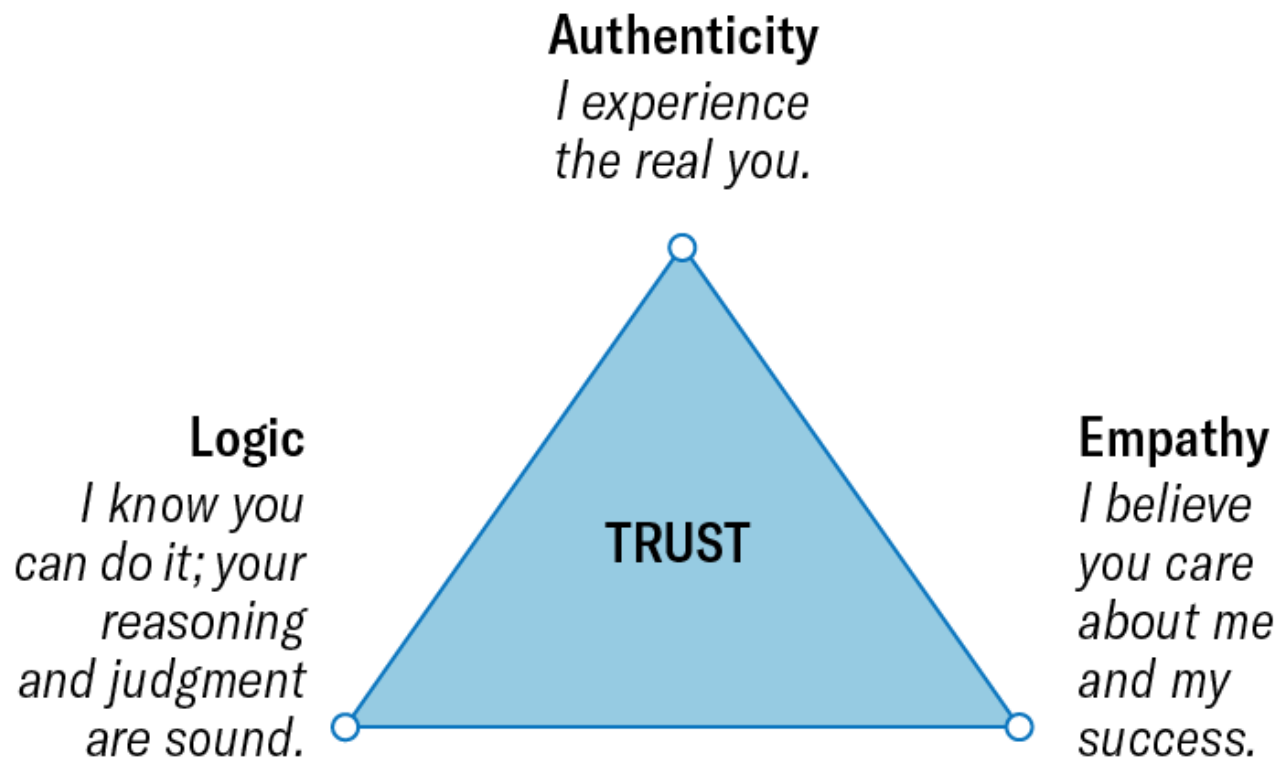 Authenticity
I experience
the real you.
Logic
I know you
can do it; your
reasoning
and judgment
are sound.
TRUST
Empathy
I believe
you care
about me
and my
success.